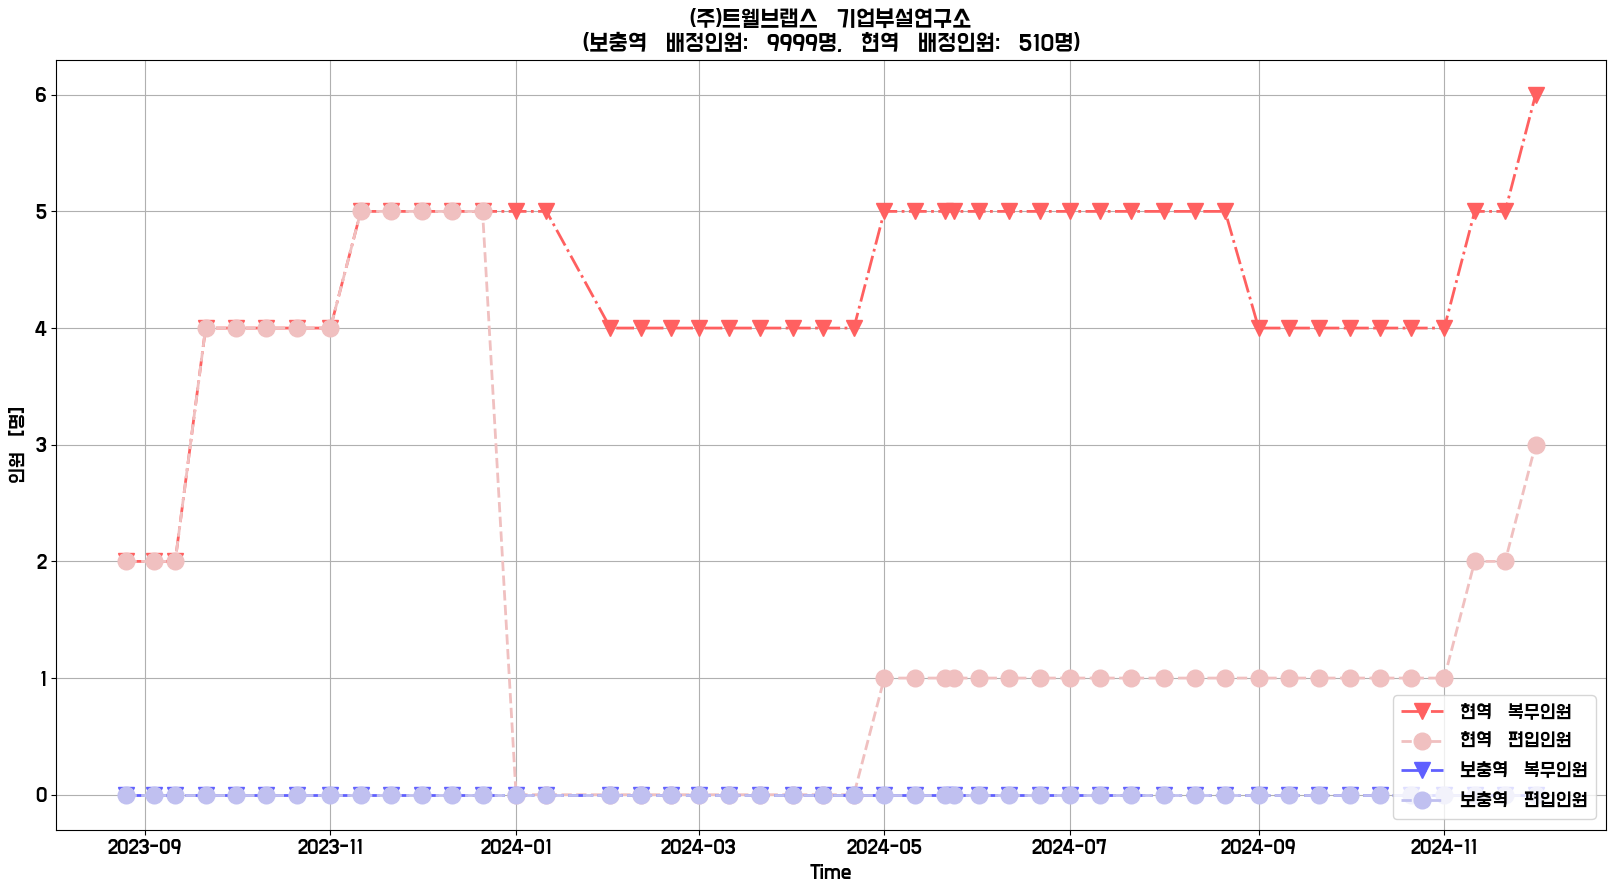 (주)트웰브랩스 기업부설연구소
(보충역 배정인원: 9999명, 현역 배정인원: 510명)
인원 [명]
6
5
4
3
2
1
0
2023-09 2023-11 2024-01 2024-03 2024-05 2024-07 2024-09 2024-11
Time
현역 복무인원
현역 편입인원
보충역 복무인원
보충역 편입인원